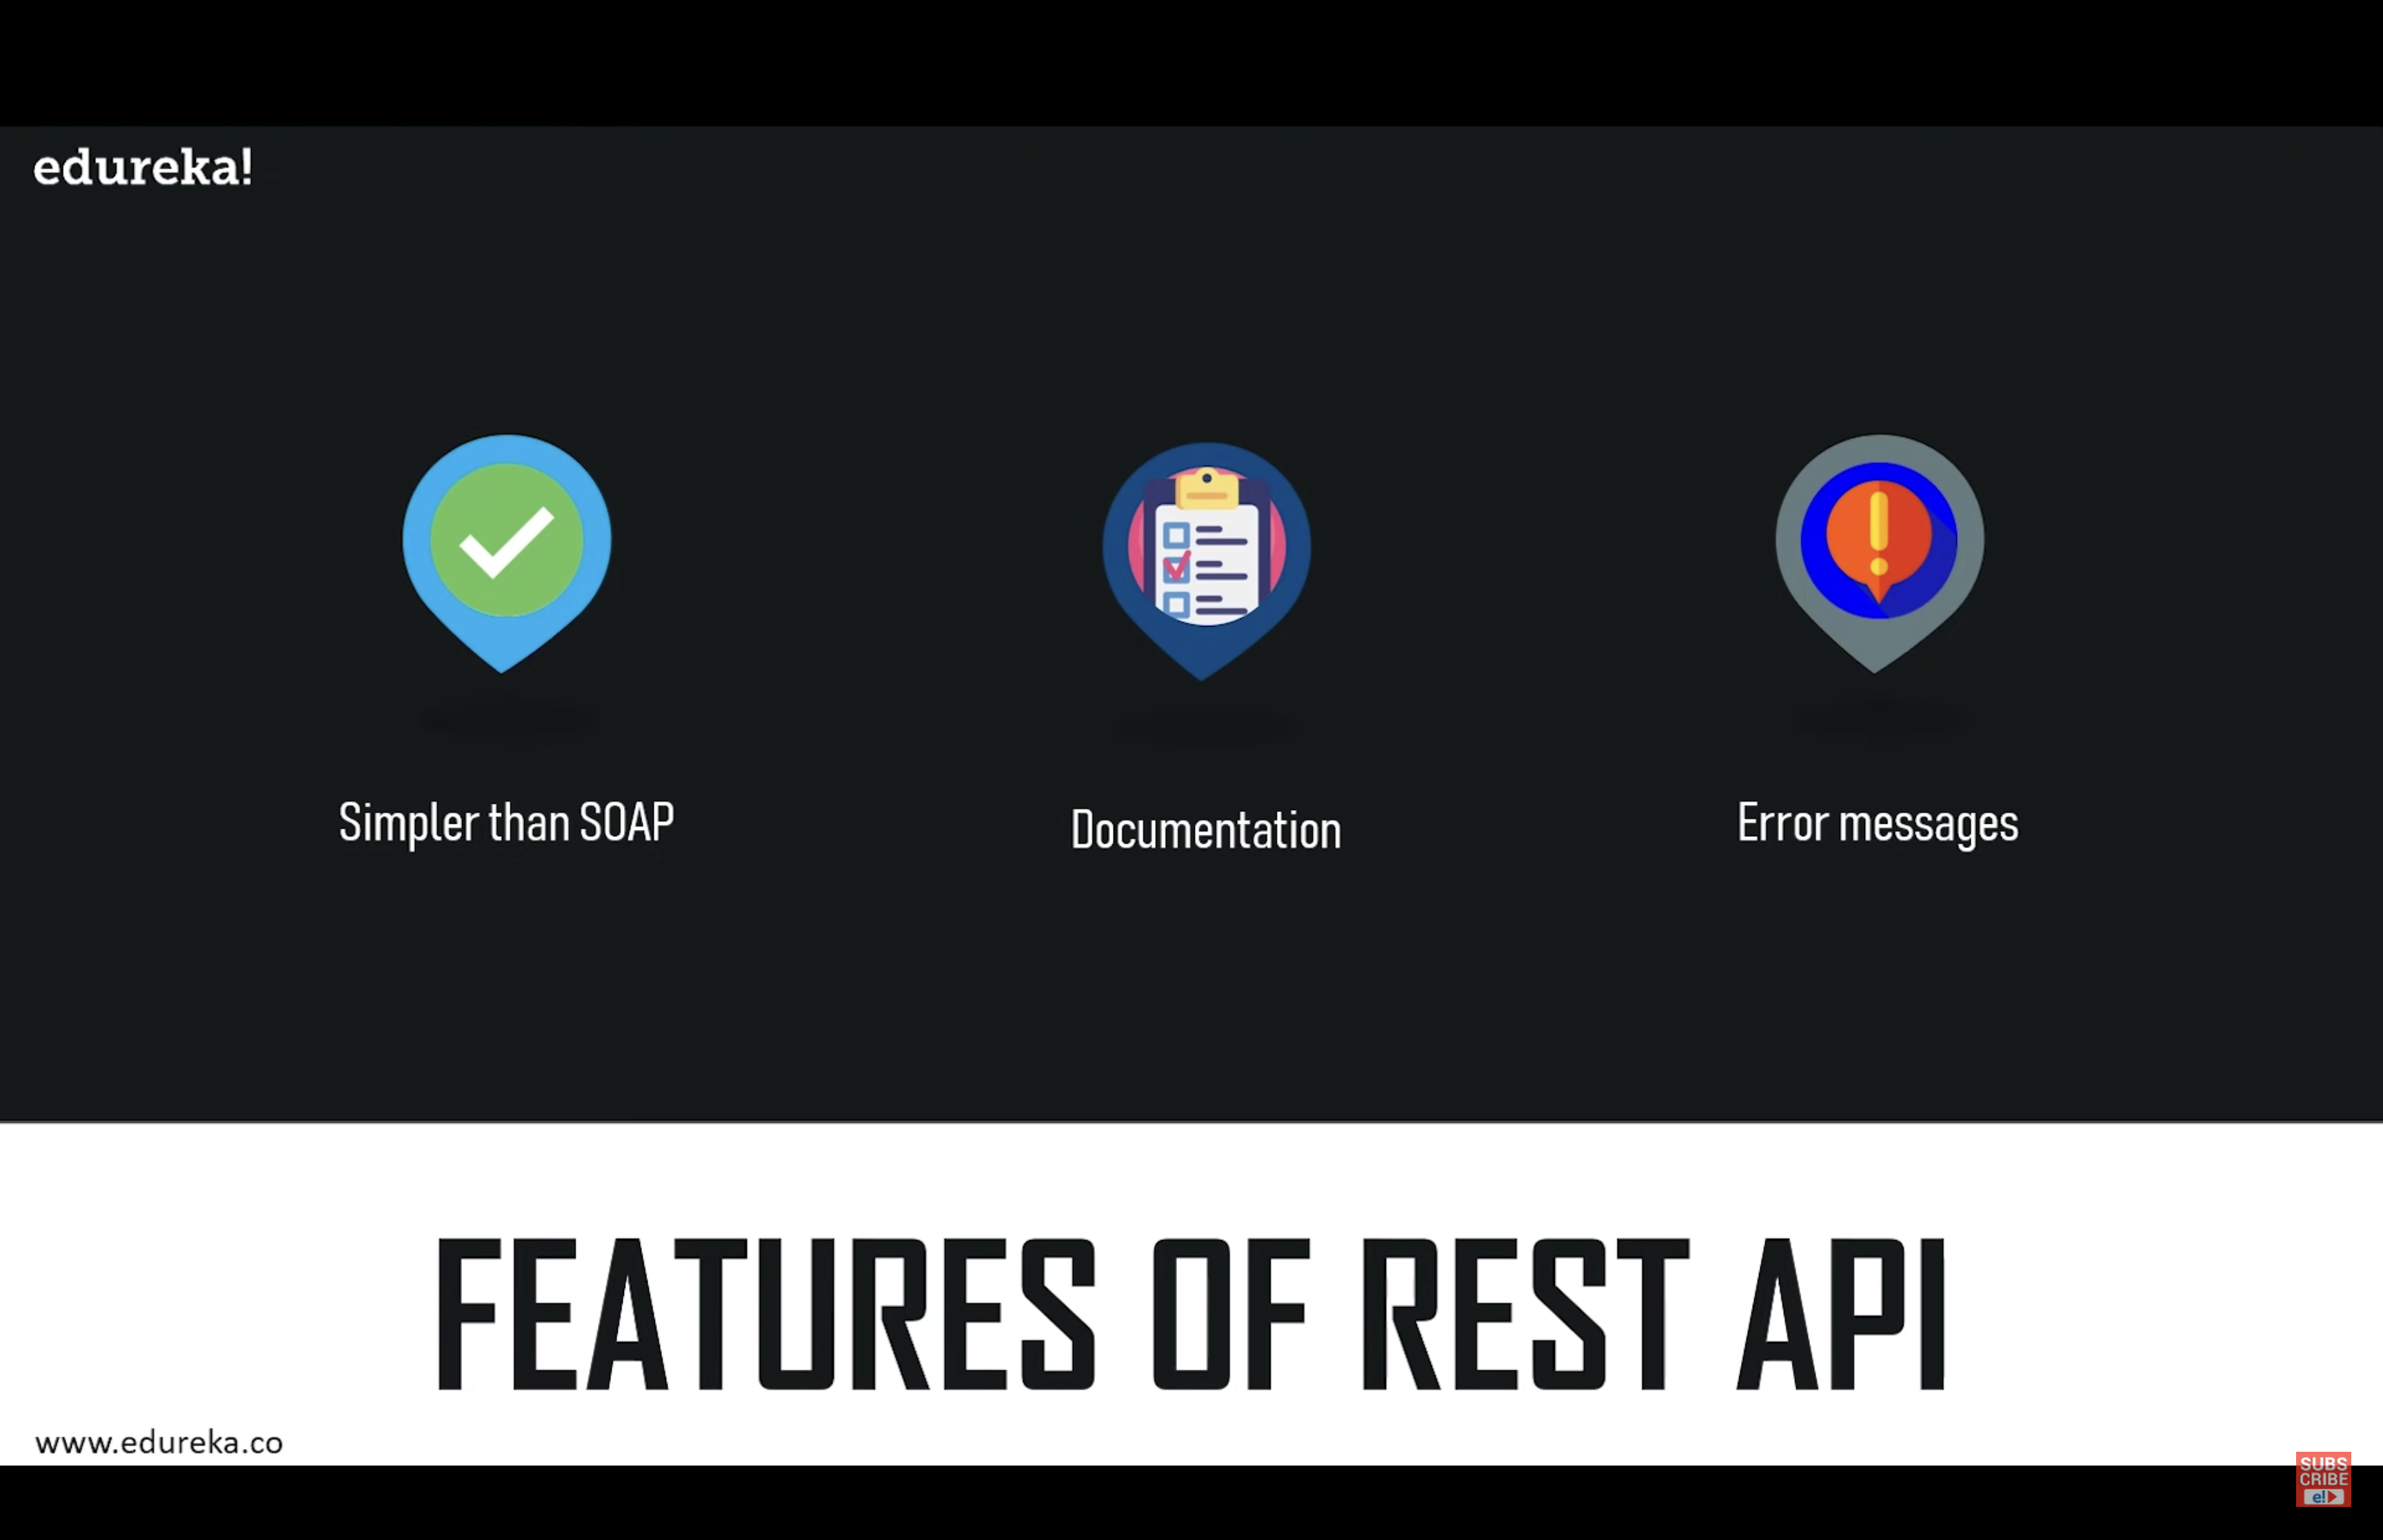 edureka!
Simpler than SOAP
Documentation
Error messages
FEATURES OF REST API
www.edureka.co
SUBS
CRIBE
e!